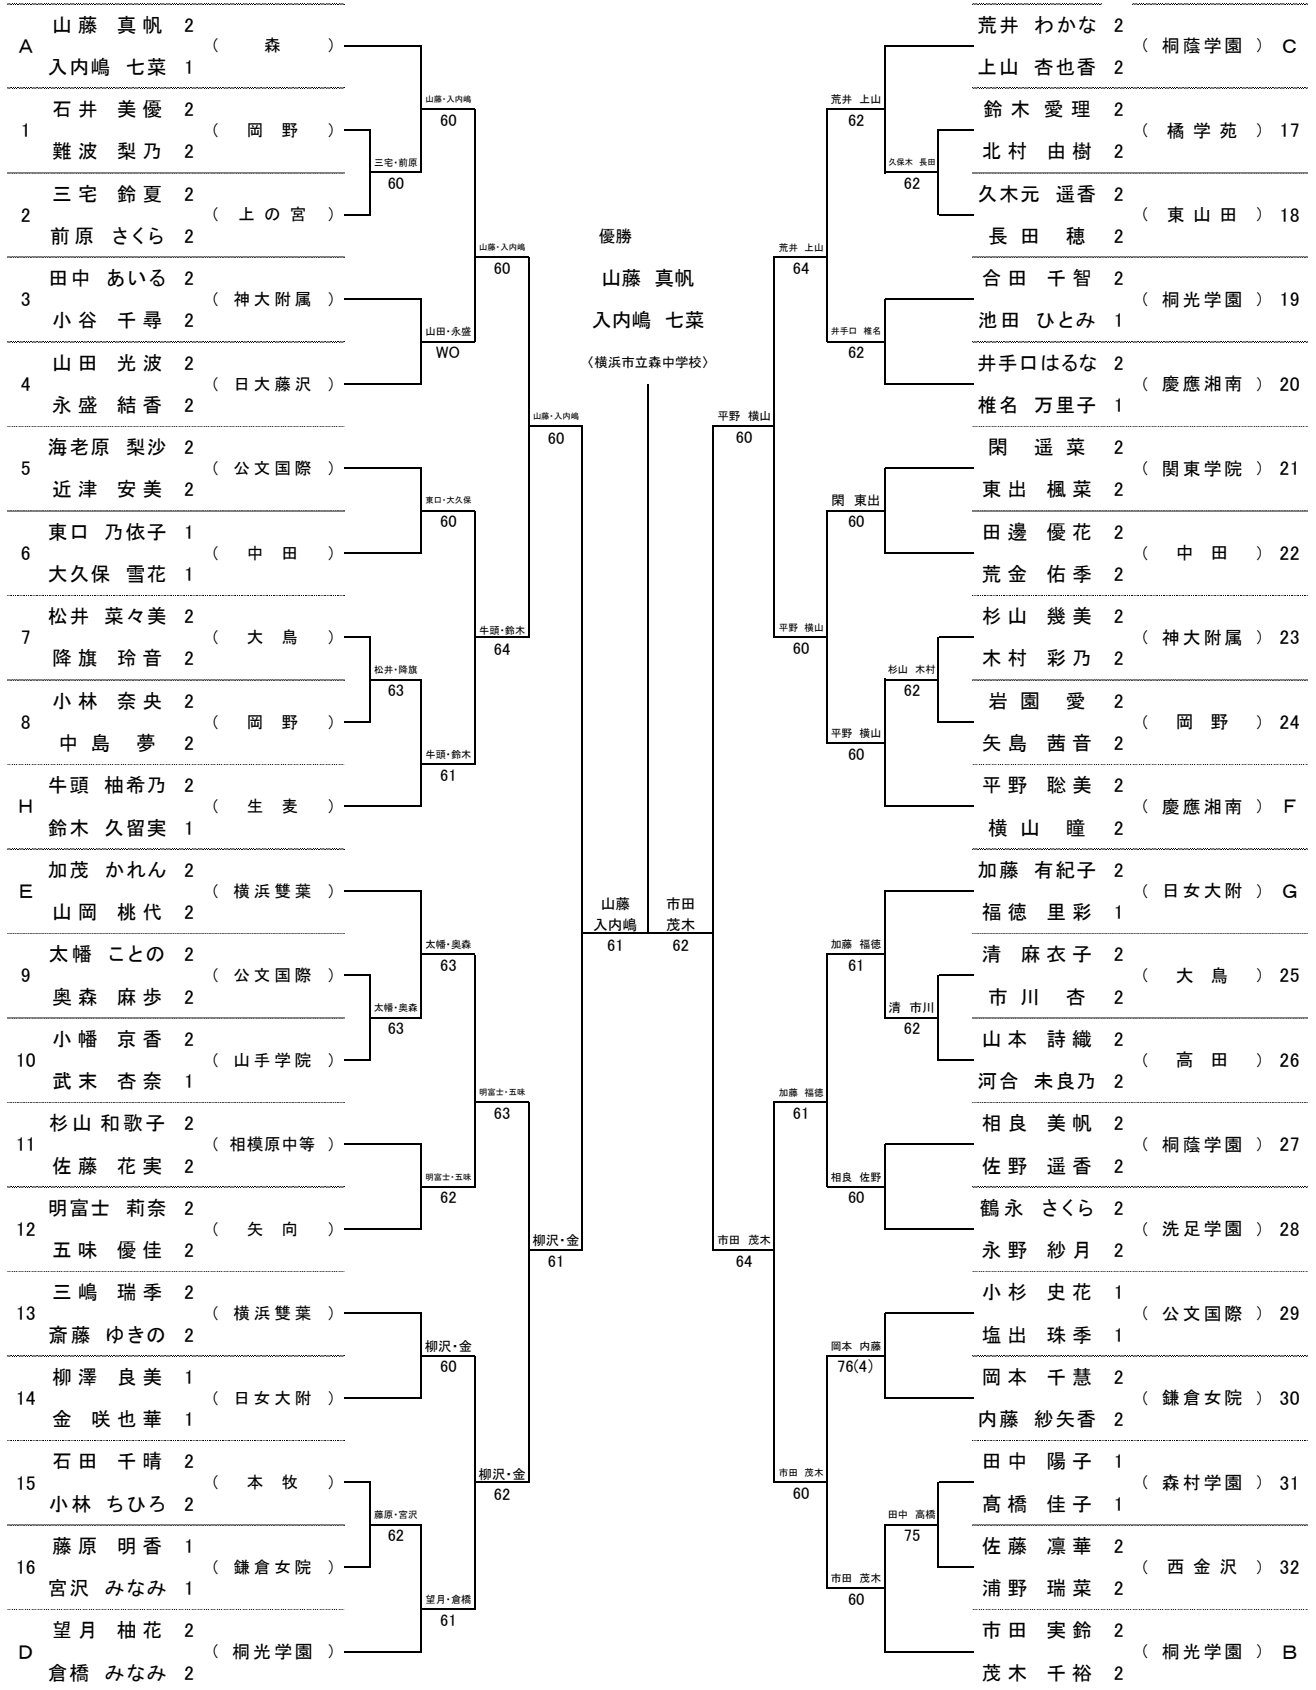 A 山藤 真帆 2 ( 森 )
入内嶋 七菜 1
1 石井 美優 2 ( 岡野 )
難波 梨乃 2
2 三宅 鈴夏 2 ( 上の宮 )
前原 さくら 2
3 田中 あいる 2 ( 神大附属 )
小谷 千尋 2
4 山田 光波 2 ( 日大藤沢 )
永盛 結香 2
5 海老原 梨沙 2 ( 公文国際 )
近津 安美 2
6 東口 乃依子 1 ( 中田 )
大久保 雪花 1
7 松井 菜々美 2 ( 大鳥 )
降旗 玲音 2
8 小林 奈央 2 ( 岡野 )
中島 夢 2
H 牛頭 柚希乃 2 ( 生麦 )
鈴木 久留実 1
E 加茂 かれん 2 ( 横浜雙葉 )
山岡 桃代 2
9 太幡 ことの 2 ( 公文国際 )
奥森 麻歩 2
10 小幡 京香 2 ( 山手学院 )
武末 杏奈 1
11 杉山 和歌子 2 ( 相模原中等 )
佐藤 花実 2
12 明富士 莉奈 2 ( 矢向 )
五味 優佳 2
13 三嶋 瑞季 2 ( 横浜雙葉 )
斎藤 ゆきの 2
14 柳澤 良美 1 ( 日女大附 )
金 咲也華 1
15 石田 千晴 2 ( 本牧 )
小林 ちひろ 2
16 藤原 明香 1 ( 鎌倉女院 )
宮沢 みなみ 1
D 望月 柚花 2 ( 桐光学園 )
倉橋 みなみ 2
三宅・前原
60
松井・降旗
63
太幡・奥森
63
藤原・宮沢
62
山藤・入内嶋
60
山田・永盛
WO
東口・大久保
60
牛頭・鈴木
61
太幡・奥森
63
明富士・五味
62
柳沢・金
60
望月・倉橋
61
山藤・入内嶋
60
牛頭・鈴木
64
明富士・五味
63
柳沢・金
62
山藤・入内嶋
60
柳沢・金
61
山藤
入内嶋
61
優勝
山藤 真帆
入内嶋 七菜
〈横浜市立森中学校〉
市田
茂木
62
平野 横山
60
市田 茂木
64
荒井 上山
64
平野 横山
60
加藤 福徳
61
市田 茂木
60
荒井 上山
62
井手口 椎名
62
閑 東出
60
平野 横山
60
加藤 福徳
61
相良 佐野
60
岡本 内藤
76(4)
市田 茂木
60
久保木 長田
62
杉山 木村
62
清 市川
62
田中 高橋
75
荒井 わかな 2 ( 桐蔭学園 ) C
上山 杏也香 2
鈴木 愛理 2 ( 橘学苑 ) 17
北村 由樹 2
久木元 遥香 2 ( 東山田 ) 18
長田 穂 2
合田 千智 2 ( 桐光学園 ) 19
池田 ひとみ 1
井手口はるな 2 ( 慶應湘南 ) 20
椎名 万里子 1
閑 遥菜 2 ( 関東学院 ) 21
東出 楓菜 2
田邊 優花 2 ( 中田 ) 22
荒金 佑季 2
杉山 幾美 2 ( 神大附属 ) 23
木村 彩乃 2
岩園 愛 2 ( 岡野 ) 24
矢島 茜音 2
平野 聡美 2 ( 慶應湘南 ) F
横山 瞳 2
加藤 有紀子 2 ( 日女大附 ) G
福徳 里彩 1
清 麻衣子 2 ( 大鳥 ) 25
市川 杏 2
山本 詩織 2 ( 高田 ) 26
河合 未良乃 2
相良 美帆 2 ( 桐蔭学園 ) 27
佐野 遥香 2
鶴永 さくら 2 ( 洗足学園 ) 28
永野 紗月 2
小杉 史花 1 ( 公文国際 ) 29
塩出 珠季 1
岡本 千慧 2 ( 鎌倉女院 ) 30
内藤 紗矢香 2
田中 陽子 1 ( 森村学園 ) 31
髙橋 佳子 1
佐藤 凛華 2 ( 西金沢 ) 32
浦野 瑞菜 2
市田 実鈴 2 ( 桐光学園 ) B
茂木 千裕 2